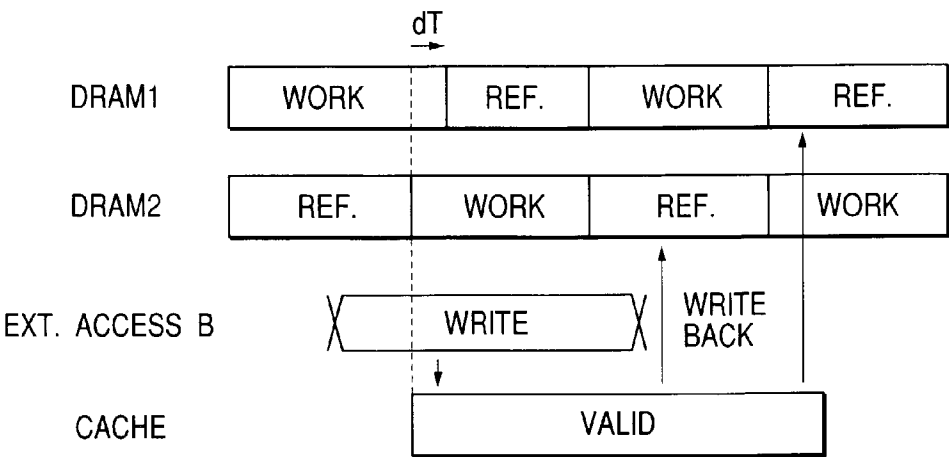 dT
DRAM1 WORK REF. WORK REF.
DRAM2 REF. WORK REF. WORK
EXT. ACCESS B WRITE WRITE
BACK
CACHE VALID